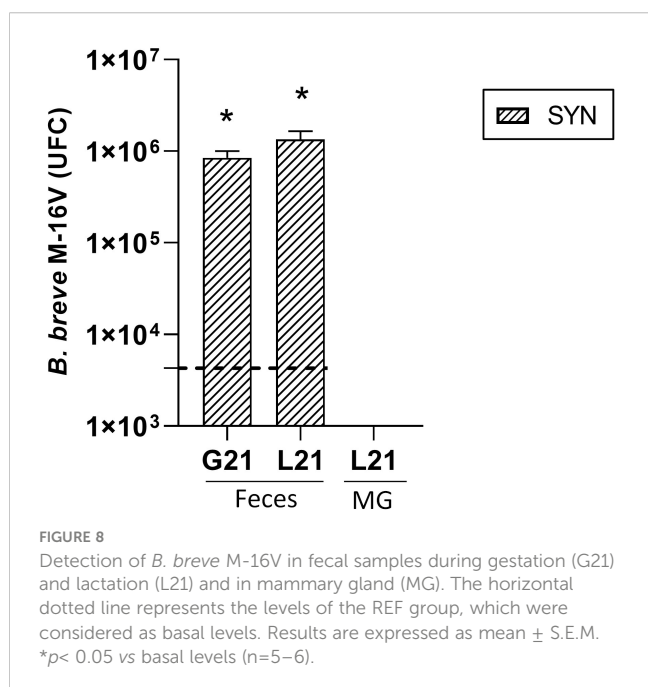 1×10⁷
1×10⁶
1×10⁵
1×10⁴
1×10³
B. breve M-16V (UFC)
* *
SYN
G21 L21 L21
Feces MG
FIGURE 8
Detection of B. breve M-16V in fecal samples during gestation (G21)
and lactation (L21) and in mammary gland (MG). The horizontal
dotted line represents the levels of the REF group, which were
considered as basal levels. Results are expressed as mean ± S.E.M.
*p< 0.05 vs basal levels (n=5–6).